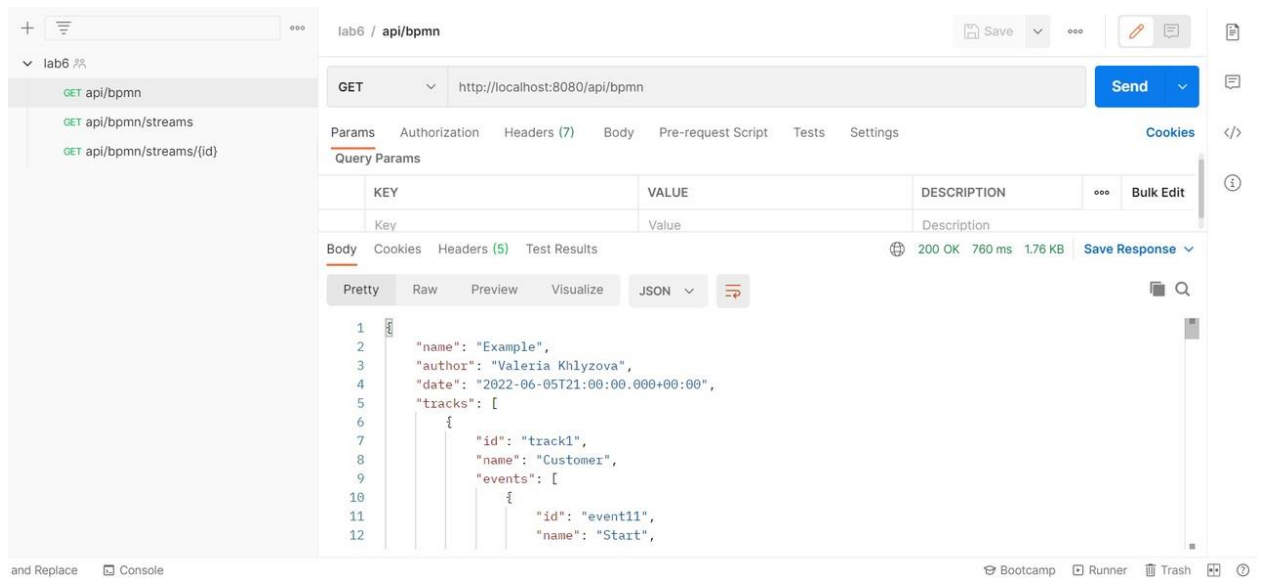 lab6 / api/bpmn
Save
lab6
GET api/bpmn
GET api/bpmn/streams
GET api/bpmn/streams/{id}
GET http://localhost:8080/api/bpmn Send
Params Authorization Headers (7) Body Pre-request Script Tests Settings Cookies
Query Params
KEY VALUE DESCRIPTION Bulk Edit
Key Value Description
Body Cookies Headers (5) Test Results 200 OK 760 ms 1.76 KB Save Response
Pretty Raw Preview Visualize JSON
1 {
2 "name": "Example",
3 "author": "Valeria Khlyzova",
4 "date": "2022-06-05T21:00:00.000+00:00",
5 "tracks": [
6 {
7 "id": "track1",
8 "name": "Customer",
9 "events": [
10 {
11 "id": "event11",
12 "name": "Start",
and Replace Console Bootcamp Runner Trash